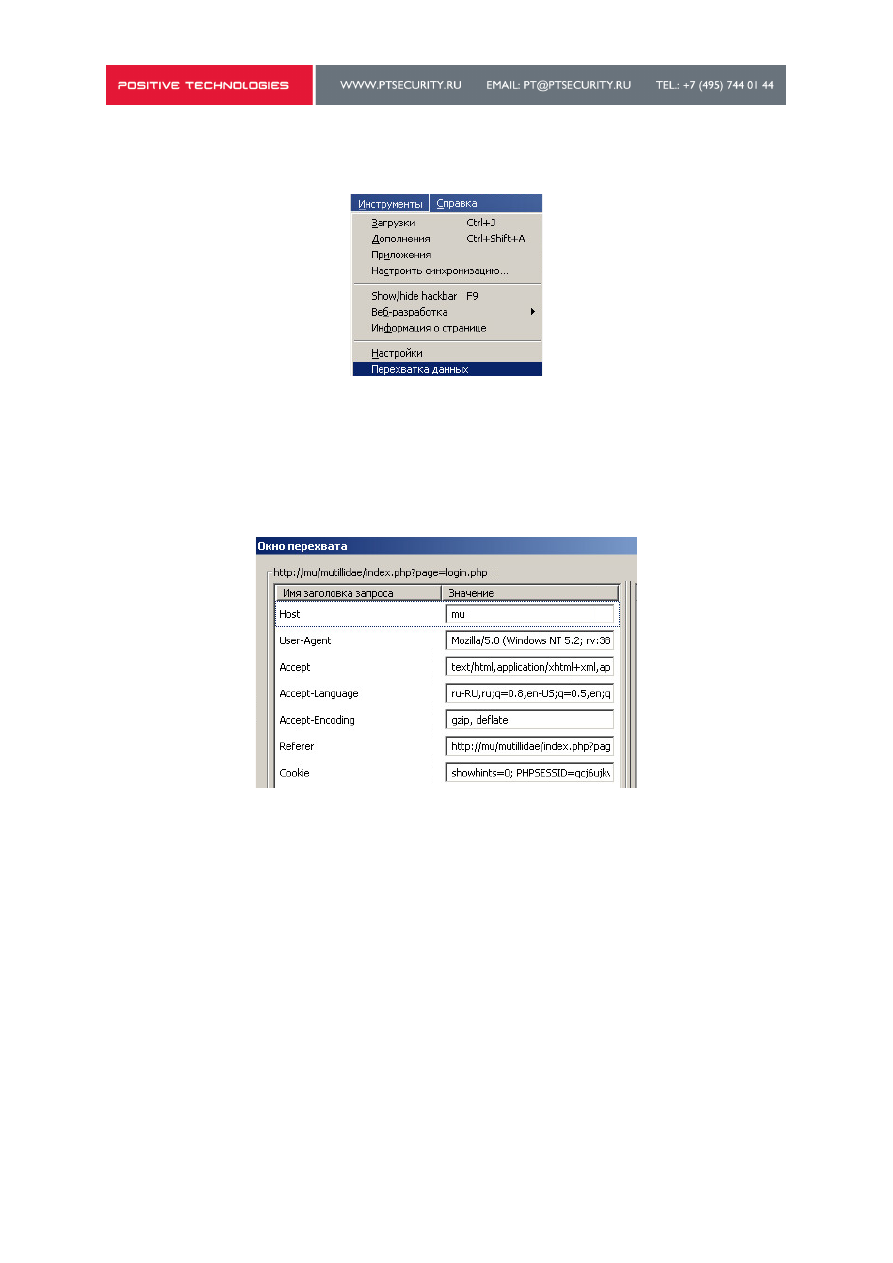 POSITIVE TECHNOLOGIES WWW.PTSECURITY.RU EMAIL: PT@PTSECURITY.RU TEL.: +7 (495) 744 01 44
Инструменты Справка
Загрузки Ctrl+J
Дополнения Ctrl+Shift+A
Приложения
Настроить синхронизацию...
Show/hide hackbar F9
Веб-разработка
Информация о странице
Настройки
Перехватка данных
Окно перехвата
http://mu/mutillidae/index.php?page=login.php
Имя заголовка запроса Значение
Host mu
User-Agent Mozilla/5.0 (Windows NT 5.2; rv:38
Accept text/html,application/xhtml+xml,ap
Accept-Language ru-RU,ru;q=0.8,en-US;q=0.5,en;q
Accept-Encoding gzip, deflate
Referer http://mu/mutillidae/index.php?pag
Cookie showhints=0; PHPSESSID=qcj6ujk